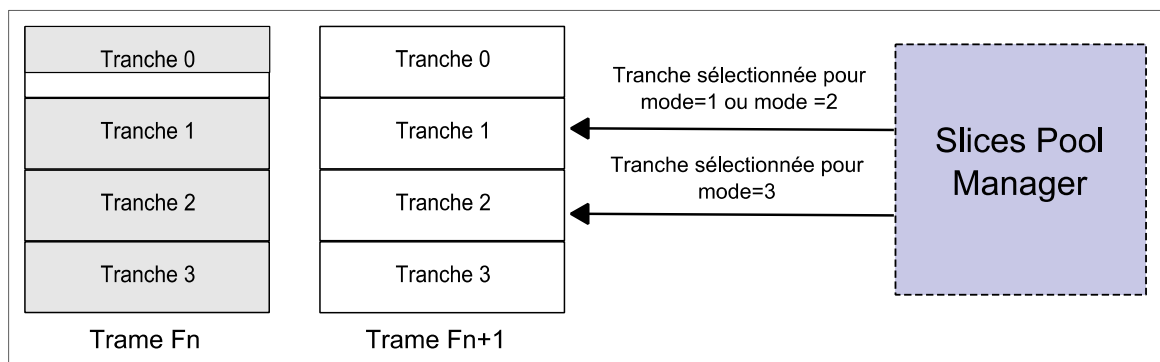 Tranche 0
Tranche 1
Tranche 2
Tranche 3
Trame Fn
Tranche 0
Tranche 1
Tranche 2
Tranche 3
Trame Fn+1
Tranche sélectionnée pour
mode=1 ou mode =2
Tranche sélectionnée pour
mode=3
Slices Pool
Manager